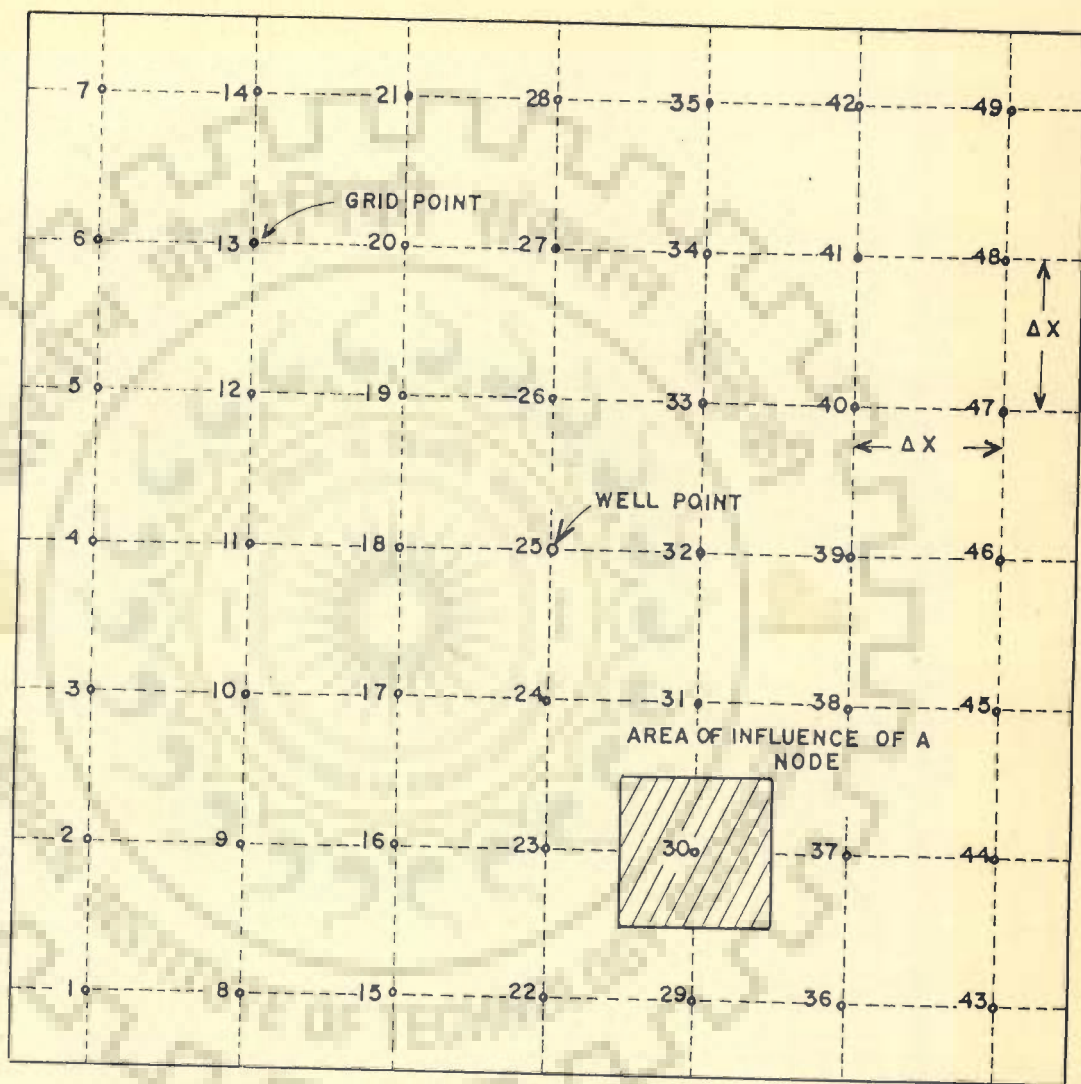 7 14 21 28 35 42 49
GRID POINT
6 13 20 27 34 41 48
ΔX
5 12 19 26 33 40 47
ΔX
WELL POINT
4 11 18 25 32 39 46
3 10 17 24 31 38 45
AREA OF INFLUENCE OF A
NODE
2 9 16 23 30 37 44
1 8 15 22 29 36 43